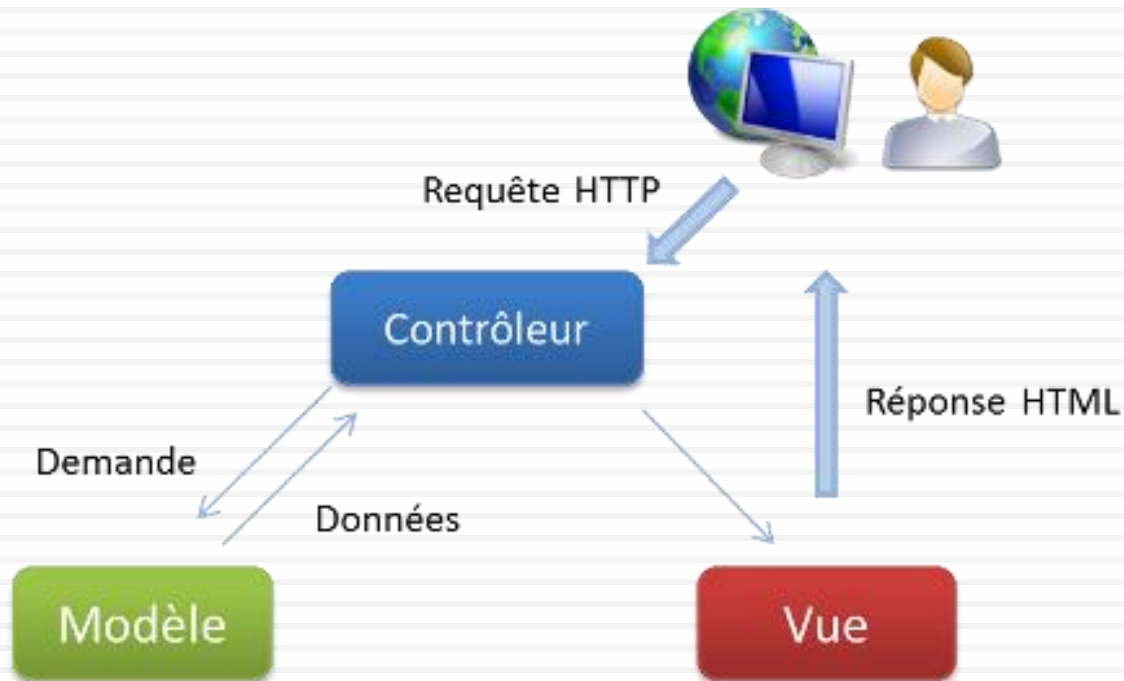 Requête HTTP
Contrôleur
Réponse HTML
Demande
Données
Modèle
Vue